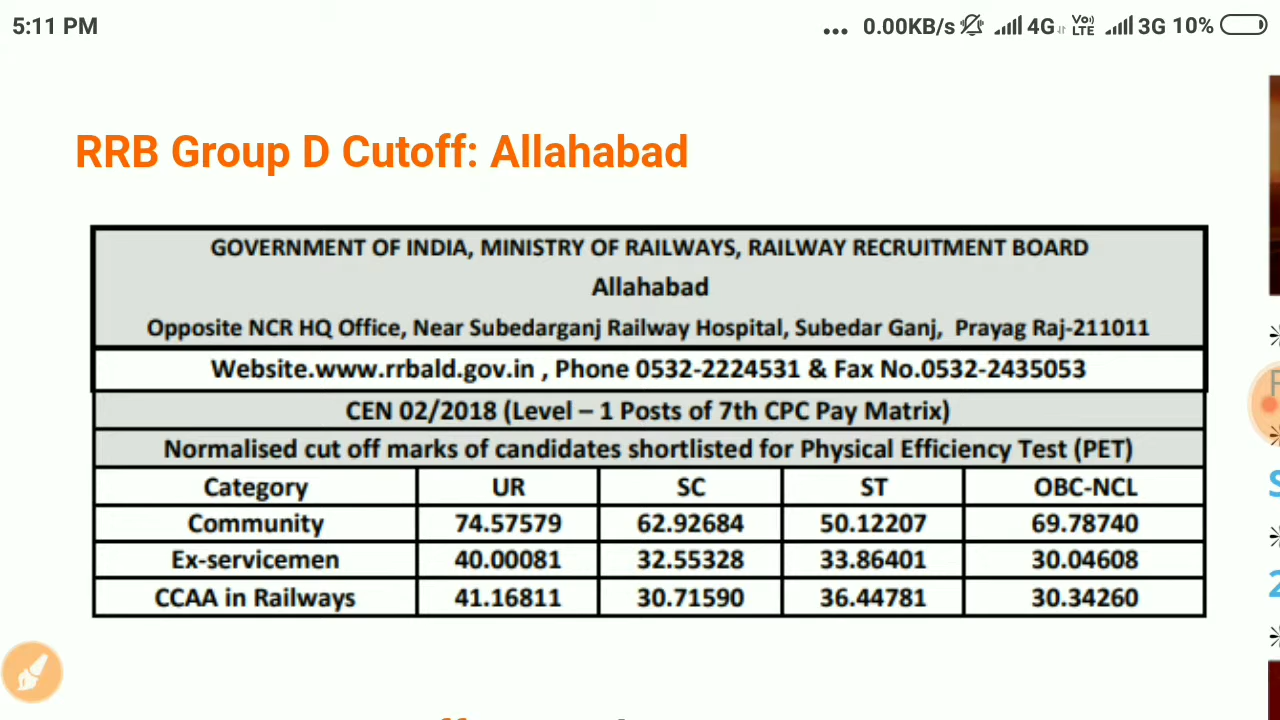 5:11 PM ... 0.00KB/s 4G VoLTE 3G 10%
RRB Group D Cutoff: Allahabad
GOVERNMENT OF INDIA, MINISTRY OF RAILWAYS, RAILWAY RECRUITMENT BOARD
Allahabad
Opposite NCR HQ Office, Near Subedarganj Railway Hospital, Subedar Ganj, Prayag Raj-211011
Website.www.rrbald.gov.in , Phone 0532-2224531 & Fax No.0532-2435053
CEN 02/2018 (Level – 1 Posts of 7th CPC Pay Matrix)
Normalised cut off marks of candidates shortlisted for Physical Efficiency Test (PET)
Category UR SC ST OBC-NCL
Community 74.57579 62.92684 50.12207 69.78740
Ex-servicemen 40.00081 32.55328 33.86401 30.04608
CCAA in Railways 41.16811 30.71590 36.44781 30.34260